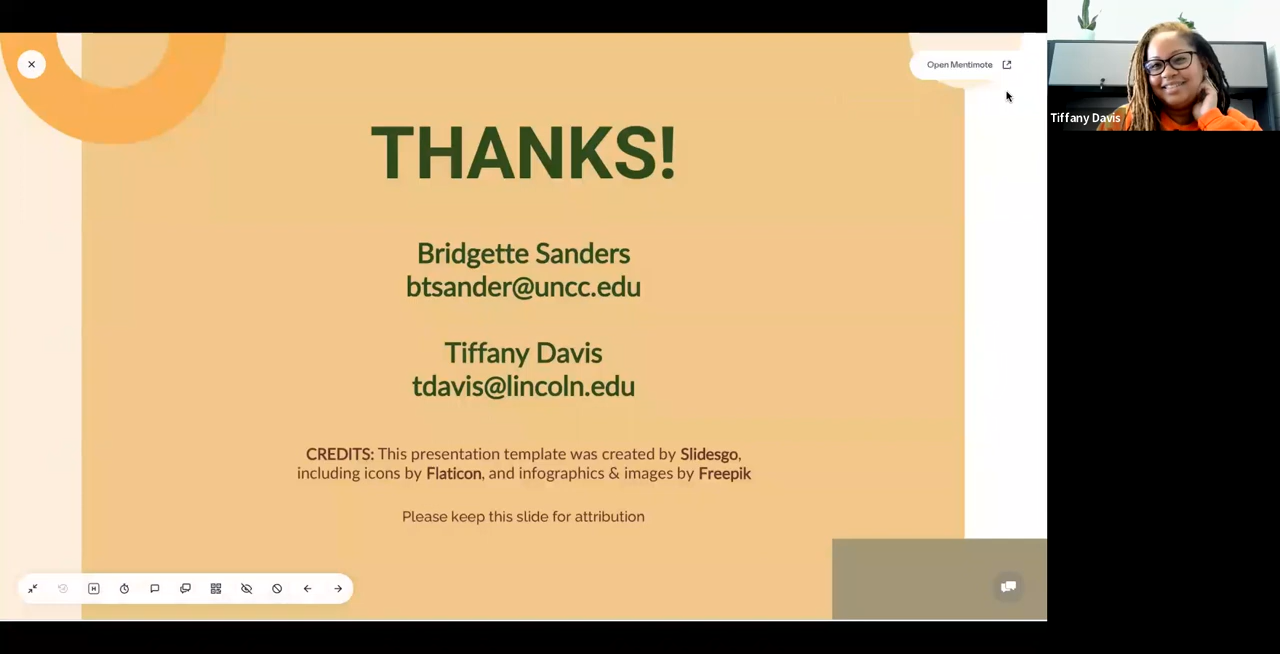 Open Mentimote
THANKS!
Bridgette Sanders
btsander@uncc.edu
Tiffany Davis
tdavis@lincoln.edu
CREDITS: This presentation template was created by Slidesgo,
including icons by Flaticon, and infographics & images by Freepik
Please keep this slide for attribution
H
Tiffany Davis